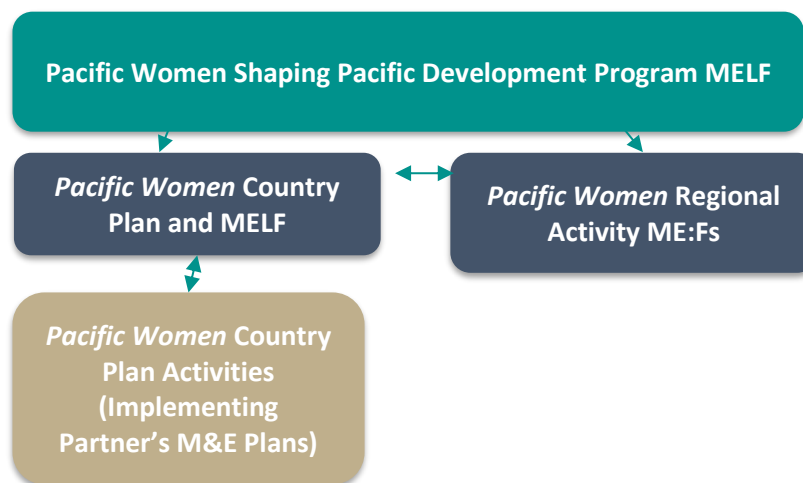 Pacific Women Shaping Pacific Development Program MELF
Pacific Women Country
Plan and MELF
Pacific Women Regional
Activity ME:Fs
Pacific Women Country
Plan Activities
(Implementing
Partner’s M&E Plans)